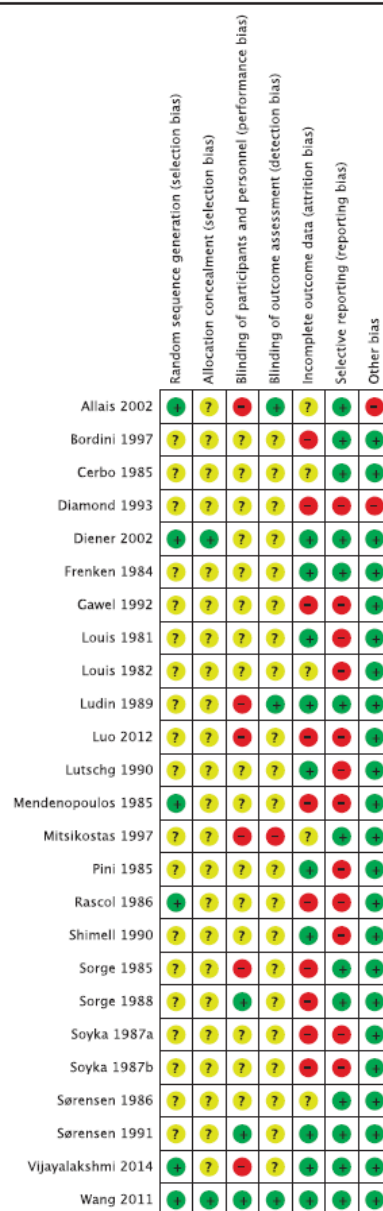 Random sequence generation (selection bias)
Allocation concealment (selection bias)
Blinding of participants and personnel (performance bias)
Blinding of outcome assessment (detection bias)
Incomplete outcome data (attrition bias)
Selective reporting (reporting bias)
Other bias
Allais 2002 + ? - + ? + -
Bordini 1997 ? ? ? ? - + +
Cerbo 1985 ? ? ? ? ? + +
Diamond 1993 ? ? ? ? - - -
Diener 2002 + + ? ? + + +
Frenken 1984 ? ? ? ? + + +
Gawel 1992 ? ? ? ? - - +
Louis 1981 ? ? ? ? + - +
Louis 1982 ? ? ? ? ? - +
Ludin 1989 ? ? - + + + +
Luo 2012 ? ? - ? - - +
Lutschg 1990 ? ? ? ? + - +
Mendenopoulos 1985 + ? ? ? - - +
Mitsikostas 1997 ? ? - - ? + +
Pini 1985 ? ? ? ? + - +
Rascol 1986 + ? ? ? - - +
Shimell 1990 ? ? ? ? + - +
Sorge 1985 ? ? - ? - + +
Sorge 1988 ? ? + ? - + +
Soyka 1987a ? ? ? ? - - +
Soyka 1987b ? ? ? ? - - +
Sørensen 1986 ? ? ? ? ? + +
Sørensen 1991 ? ? + ? + + +
Vijayalakshmi 2014 + ? - ? + + +
Wang 2011 + + + + + + +